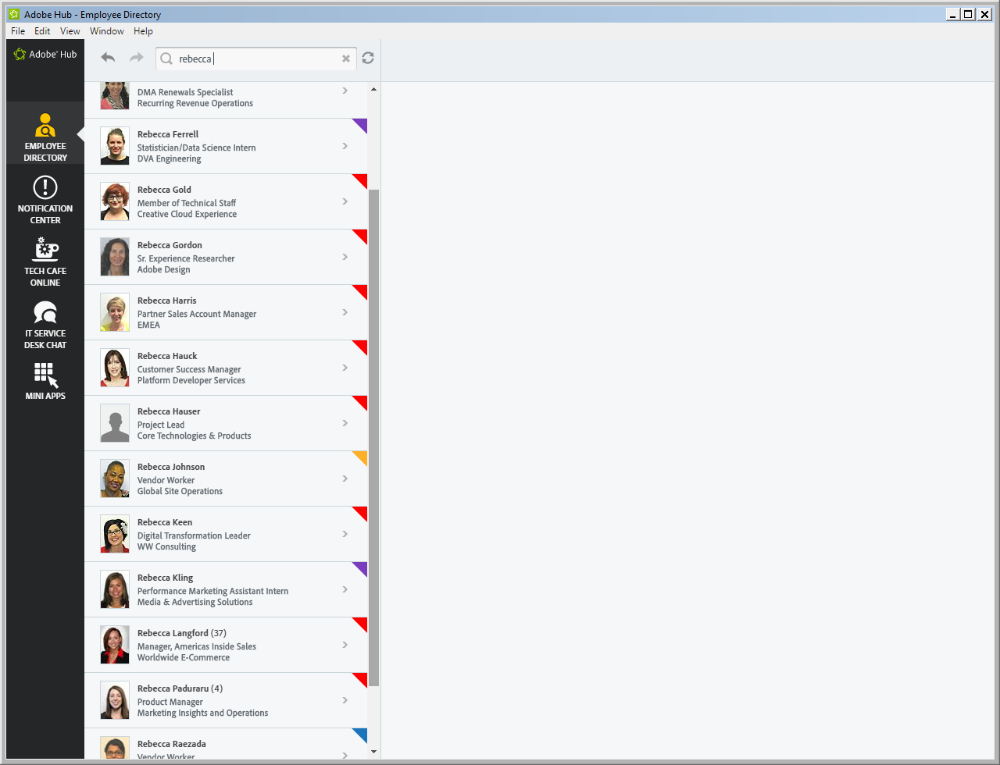 Adobe Hub - Employee Directory
File Edit View Window Help
Adobe® Hub
rebecca
EMPLOYEE
DIRECTORY
NOTIFICATION
CENTER
TECH CAFE
ONLINE
IT SERVICE
DESK CHAT
MINI APPS
DMA Renewals Specialist
Recurring Revenue Operations
Rebecca Ferrell
Statistician/Data Science Intern
DVA Engineering
Rebecca Gold
Member of Technical Staff
Creative Cloud Experience
Rebecca Gordon
Sr. Experience Researcher
Adobe Design
Rebecca Harris
Partner Sales Account Manager
EMEA
Rebecca Hauck
Customer Success Manager
Platform Developer Services
Rebecca Hauser
Project Lead
Core Technologies & Products
Rebecca Johnson
Vendor Worker
Global Site Operations
Rebecca Keen
Digital Transformation Leader
WW Consulting
Rebecca Kling
Performance Marketing Assistant Intern
Media & Advertising Solutions
Rebecca Langford (37)
Manager, Americas Inside Sales
Worldwide E-Commerce
Rebecca Paduraru (4)
Product Manager
Marketing Insights and Operations
Rebecca Raezada
Vendor Worker